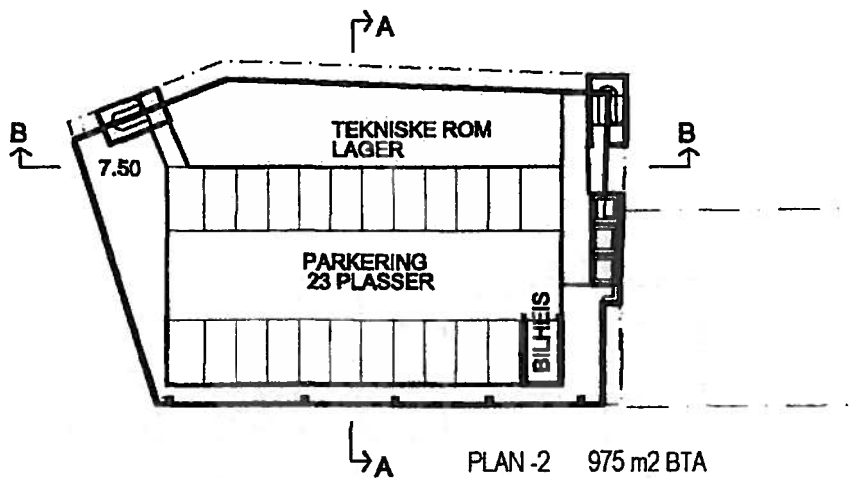 A
B
TEKNISKE ROM
LAGER
B
7.50
PARKERING
23 PLASSER
BILHEIS
A
PLAN -2 975 m2 BTA